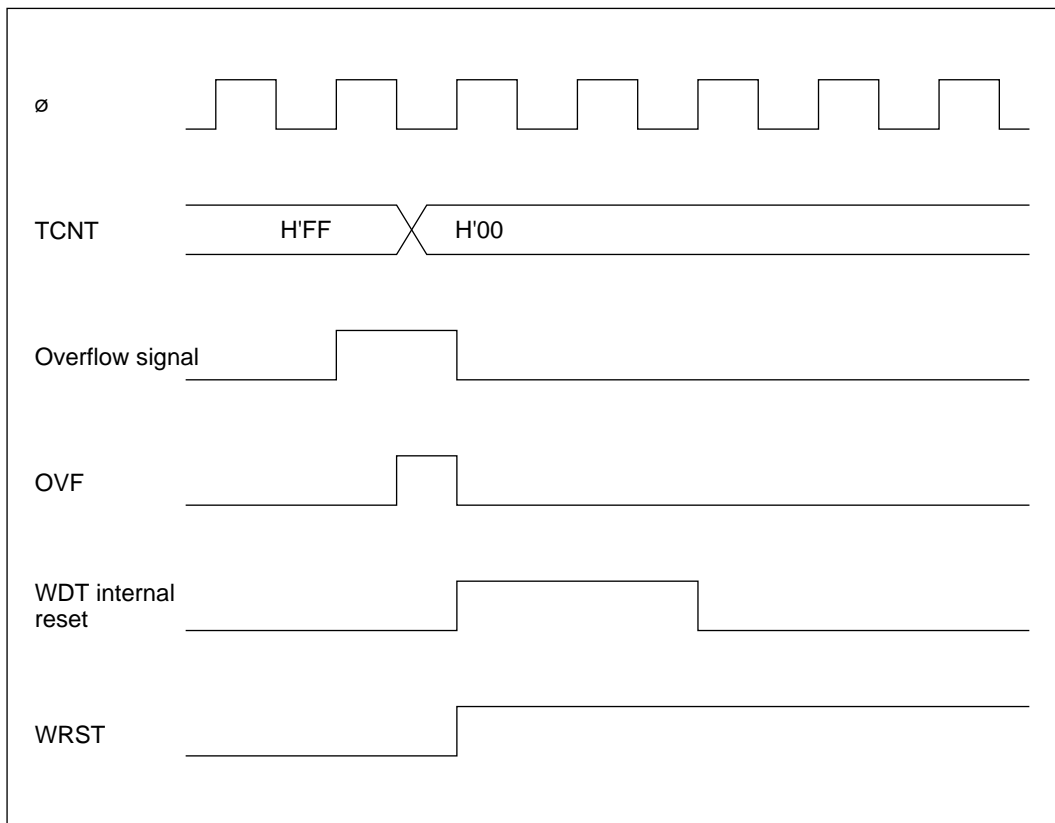 ø
TCNT
H'FF
H'00
Overflow signal
OVF
WDT internal
reset
WRST